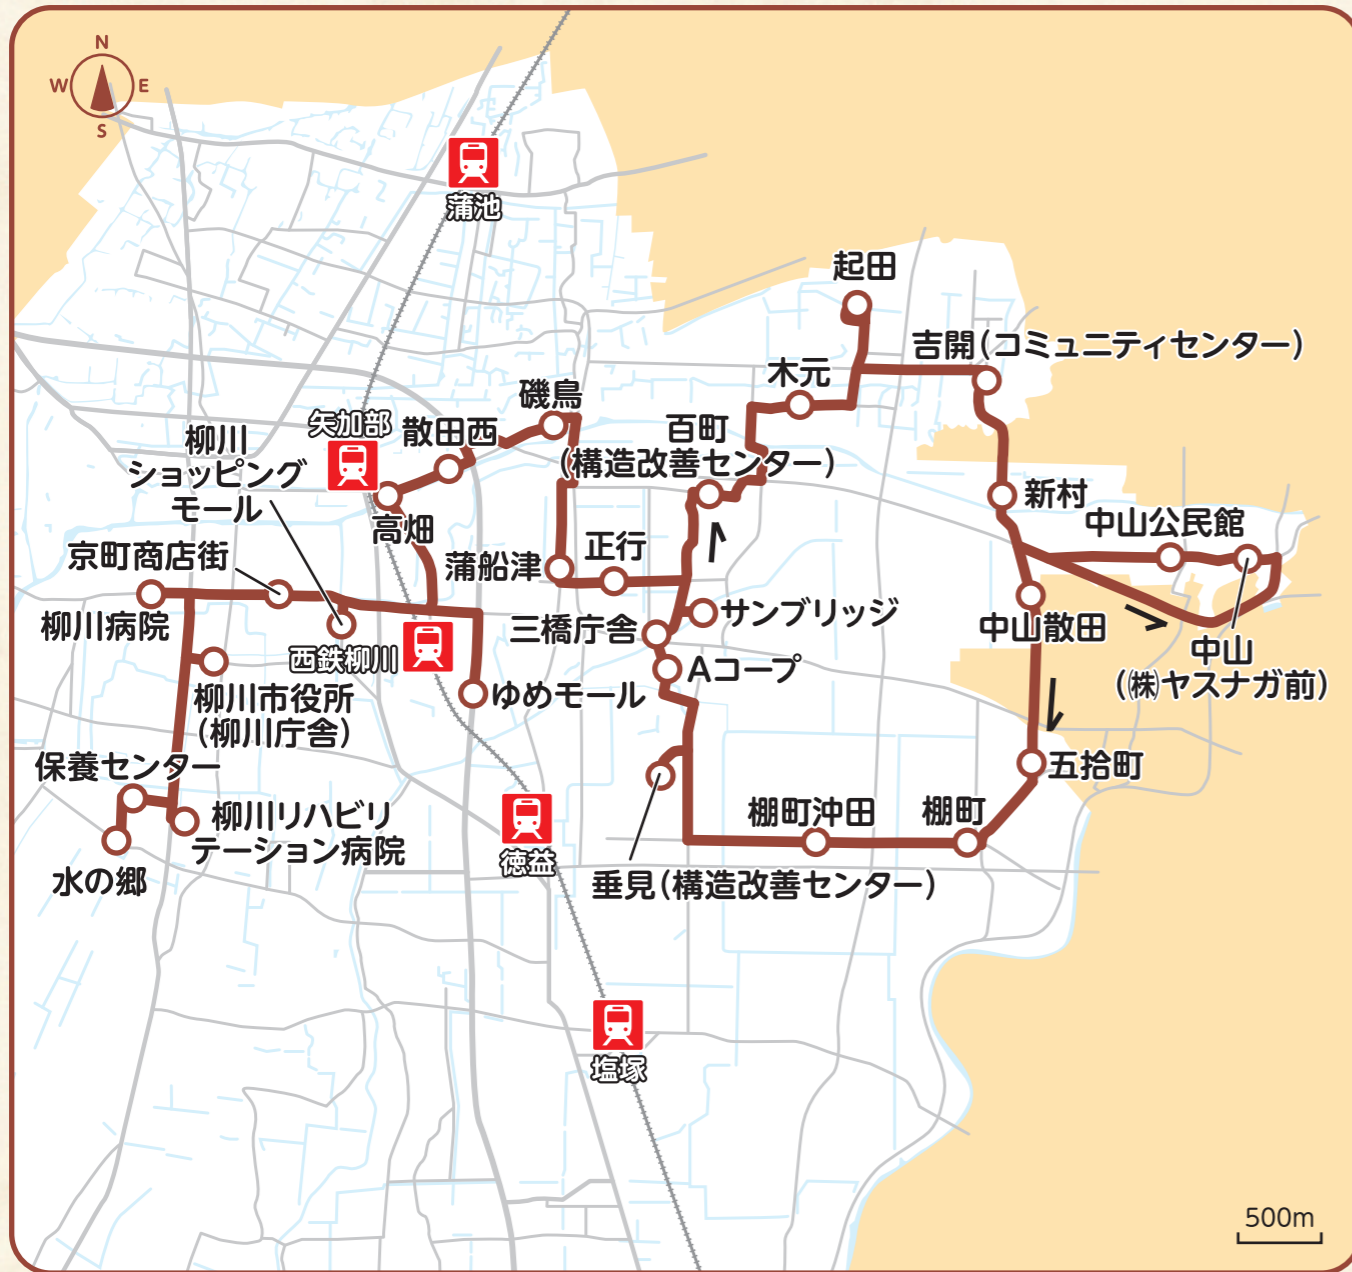 N
W
E
S
蒲池
起田
吉開(コミュニティセンター)
木元
磯鳥
矢加部
散田西
百町
(構造改善センター)
柳川
ショッピング
モール
高畑
新村
中山公民館
京町商店街
蒲船津
正行
柳川病院
サンブリッジ
三橋庁舎
中山散田
西鉄柳川
Aコープ
中山
(㈱ヤスナガ前)
ゆめモール
柳川市役所
(柳川庁舎)
保養センター
五拾町
柳川リハビリ
テーション病院
棚町沖田
棚町
徳益
水の郷
垂見(構造改善センター)
塩塚
500m